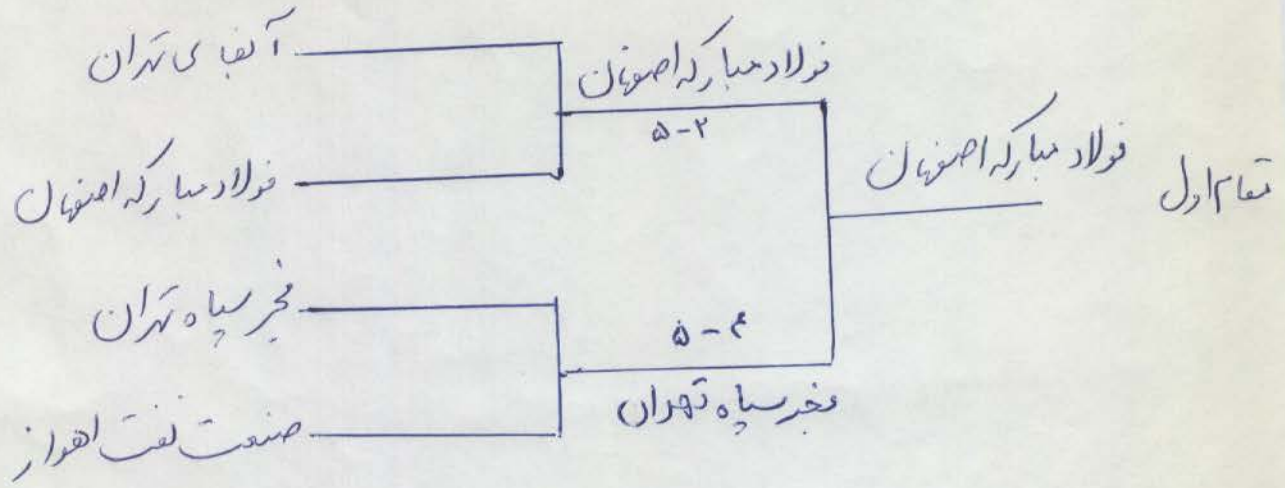 آلفای تهران
فولاد مبارکه اصفهان
فجر سپاه تهران
صنعت نفت اهواز
فولاد مبارکه اصفهان
۵-۲
۵-۴
فجر سپاه تهران
فولاد مبارکه اصفهان
مقام اول